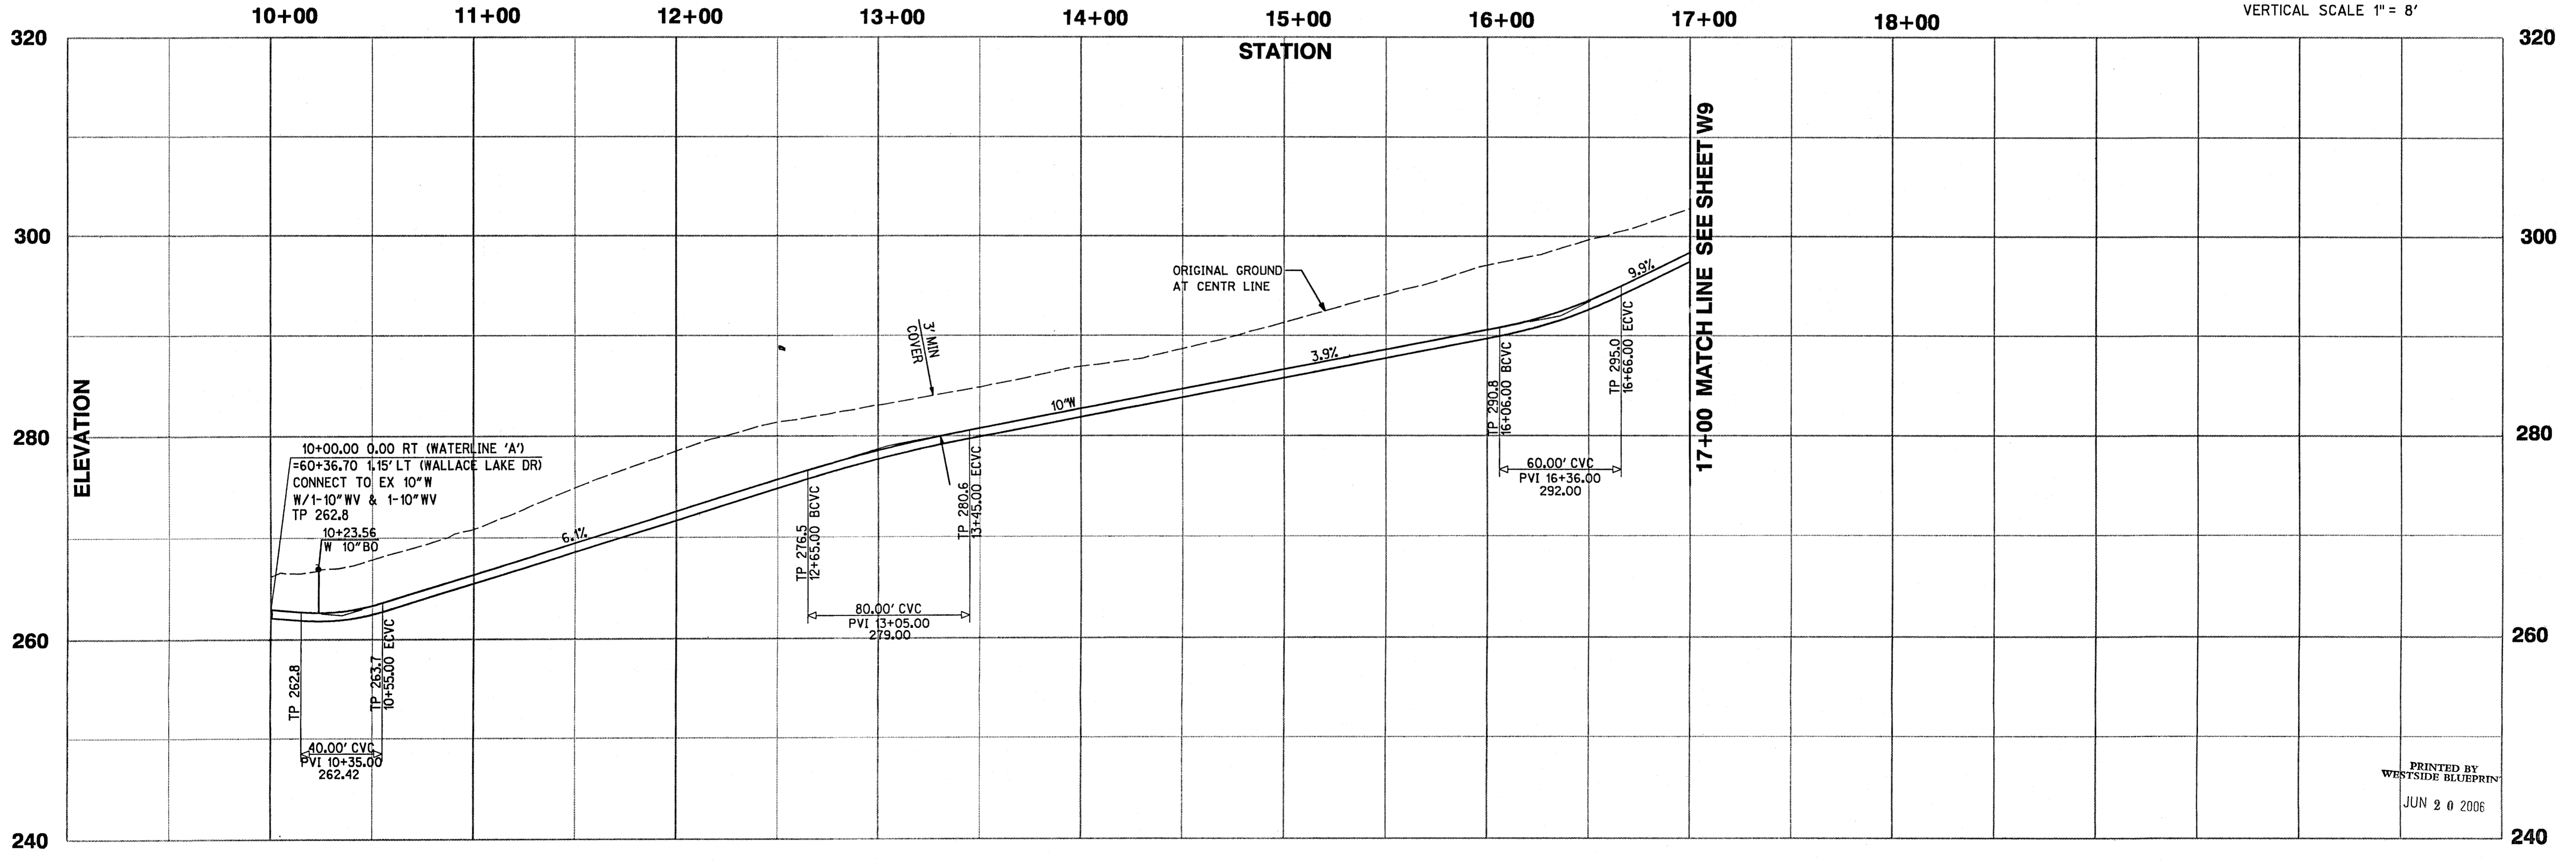 VERTICAL SCALE 1" = 8'
10+00 11+00 12+00 13+00 14+00 15+00 16+00 17+00 18+00
STATION
320
320
300
300
280
280
260
260
240
240
ELEVATION
10+00.00 0.00 RT (WATERLINE 'A')
=60+36.70 1.15' LT (WALLACE LAKE DR)
CONNECT TO EX 10"W
W/1-10"WV & 1-10"WV
TP 262.8
10+23.56
W 10"BO
TP 262.8
TP 263.7
10+55.00 ECVC
40.00' CVC
PVI 10+35.00
262.42
6.1%
TP 276.5
12+65.00 BCVC
80.00' CVC
PVI 13+05.00
279.00
TP 280.6
13+45.00 ECVC
3' MIN
COVER
10"W
ORIGINAL GROUND
AT CENTR LINE
3.9%
TP 290.8
16+06.00 BCVC
60.00' CVC
PVI 16+36.00
292.00
TP 295.0
16+66.00 ECVC
9.9%
17+00 MATCH LINE SEE SHEET W9
PRINTED BY
WESTSIDE BLUEPRIN
JUN 20 2006